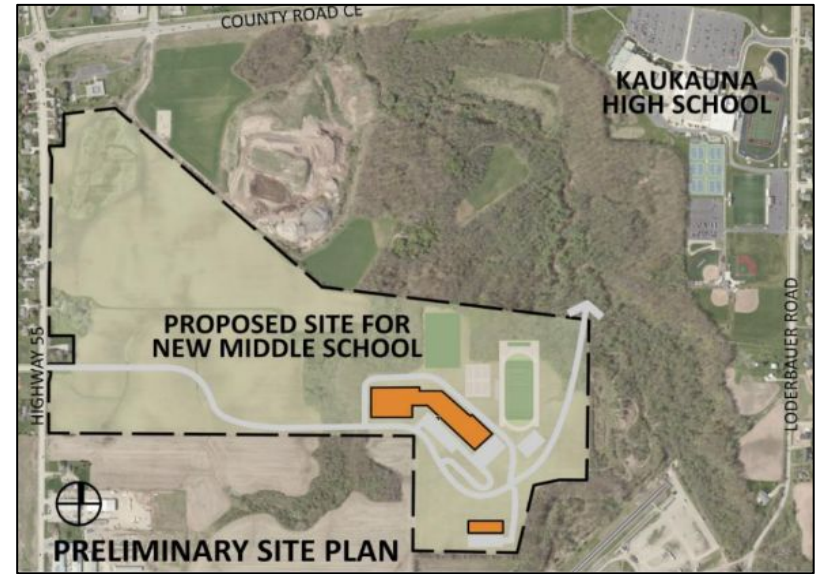 COUNTY ROAD CE
KAUKAUNA
HIGH SCHOOL
PROPOSED SITE FOR
NEW MIDDLE SCHOOL
HIGHWAY 55
LODERBAUER ROAD
PRELIMINARY SITE PLAN